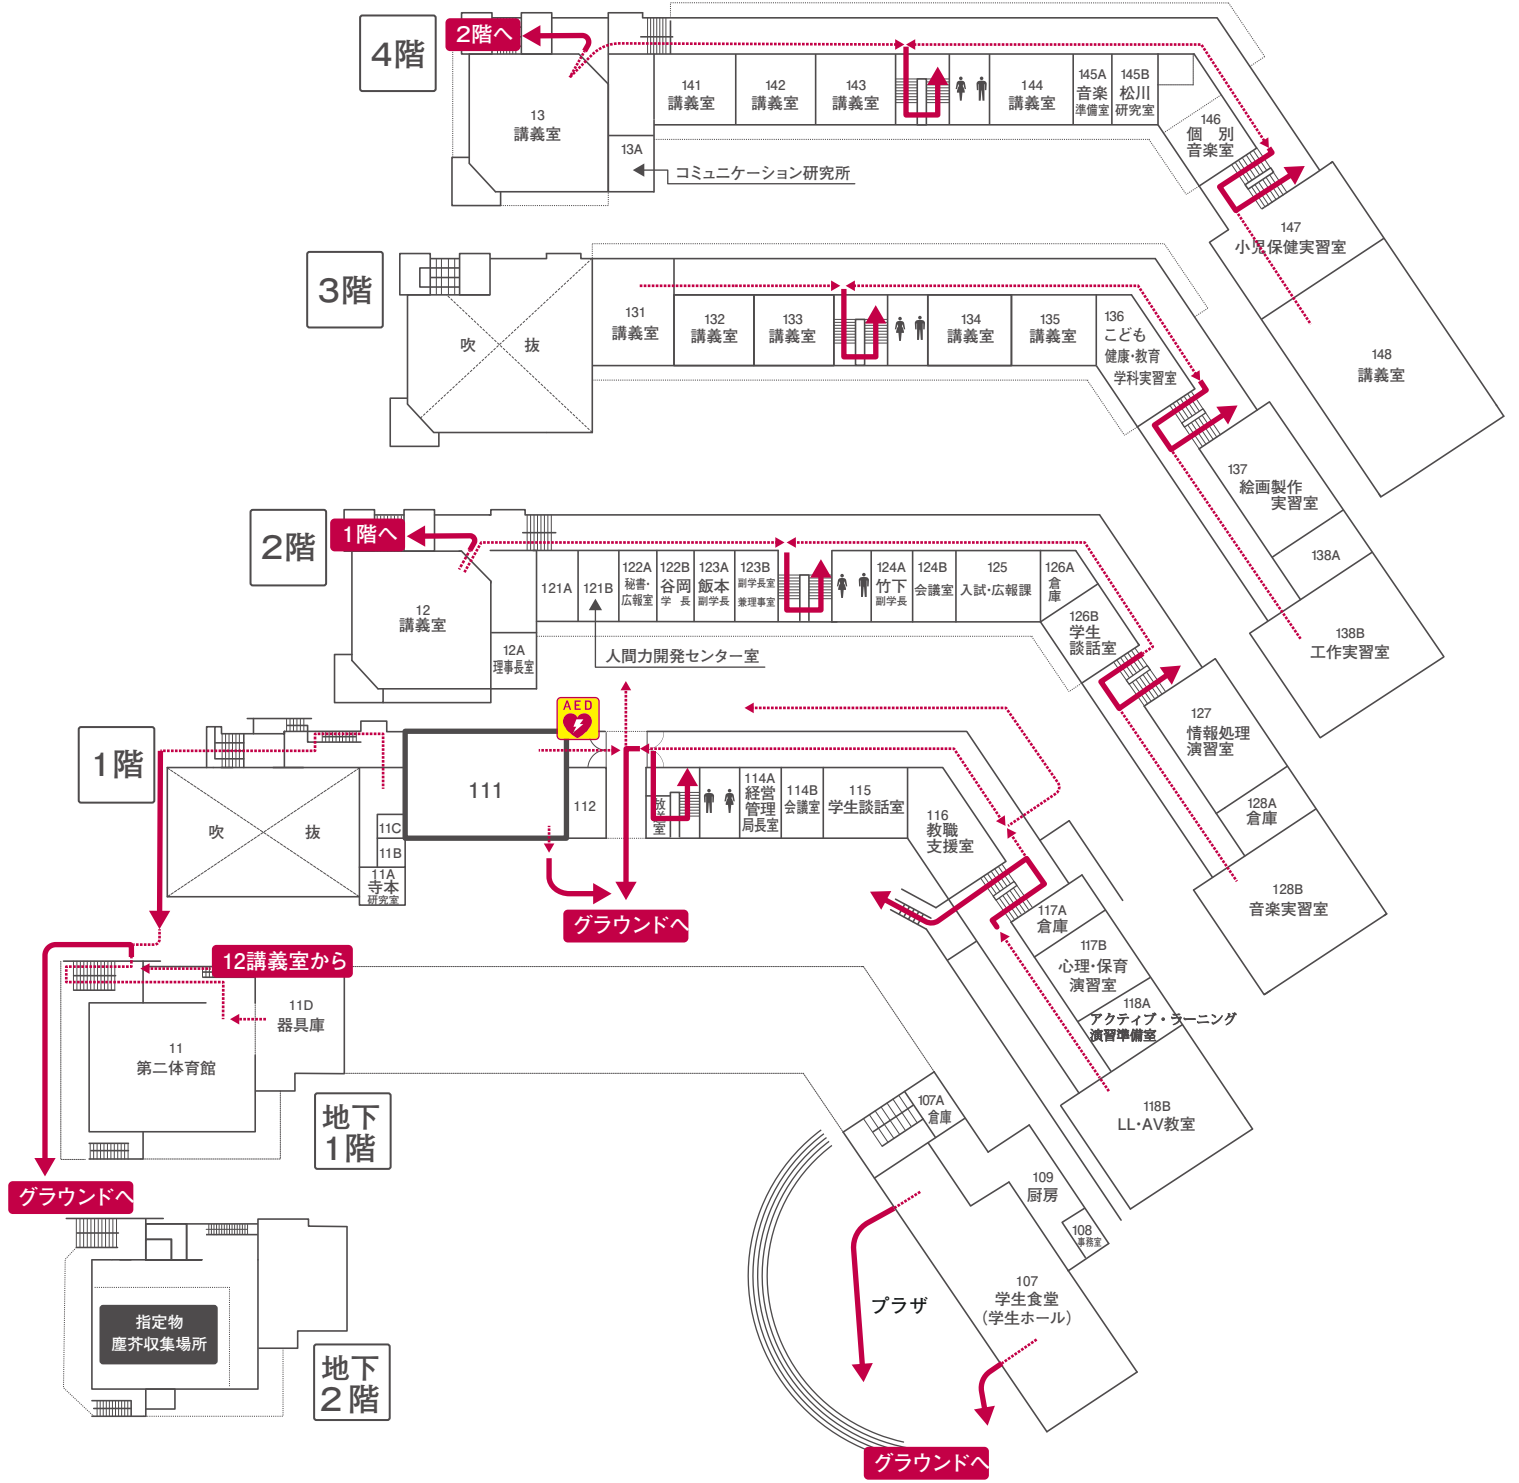 4階
2階へ
13
講義室
13A
コミュニケーション研究所
141
講義室
142
講義室
143
講義室
144
講義室
145A
音楽
準備室
145B
松川
研究室
146
個 別
音楽室
147
小児保健実習室
148
講義室
3階
吹 抜
131
講義室
132
講義室
133
講義室
134
講義室
135
講義室
136
こども
健康・教育
学科実習室
137
絵画製作
実習室
138A
138B
工作実習室
2階
1階へ
12
講義室
12A
理事長室
121A
121B
人間力開発センター室
122A
秘書・
広報室
122B
谷岡
学 長
123A
飯本
副学長
123B
副学長室
兼理事室
124A
竹下
副学長
124B
会議室
125
入試・広報課
126A
倉
庫
126B
学生
談話室
127
情報処理
演習室
128A
倉庫
128B
音楽実習室
1階
吹 抜
11C
11B
11A
寺本
研究室
111
AED
112
放送室
114A
経営
管理
局長室
114B
会議室
115
学生談話室
116
教職
支援室
117A
倉庫
117B
心理・保育
演習室
118A
アクティブ・ラーニング
演習準備室
118B
LL・AV教室
グラウンドへ
12講義室から
11D
器具庫
11
第二体育館
地下
1階
グラウンドへ
107A
倉庫
109
厨房
108
事務室
107
学生食堂
(学生ホール)
プラザ
グラウンドへ
指定物
塵芥収集場所
地下
2階